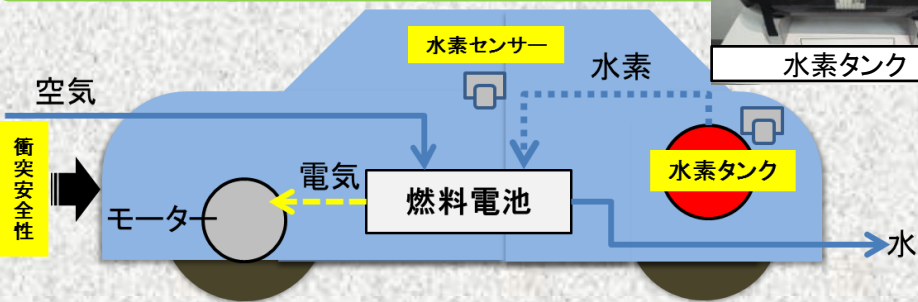 水素センサー
水素
水素タンク
空気
衝突安全性
電気
水素タンク
燃料電池
モーター
水